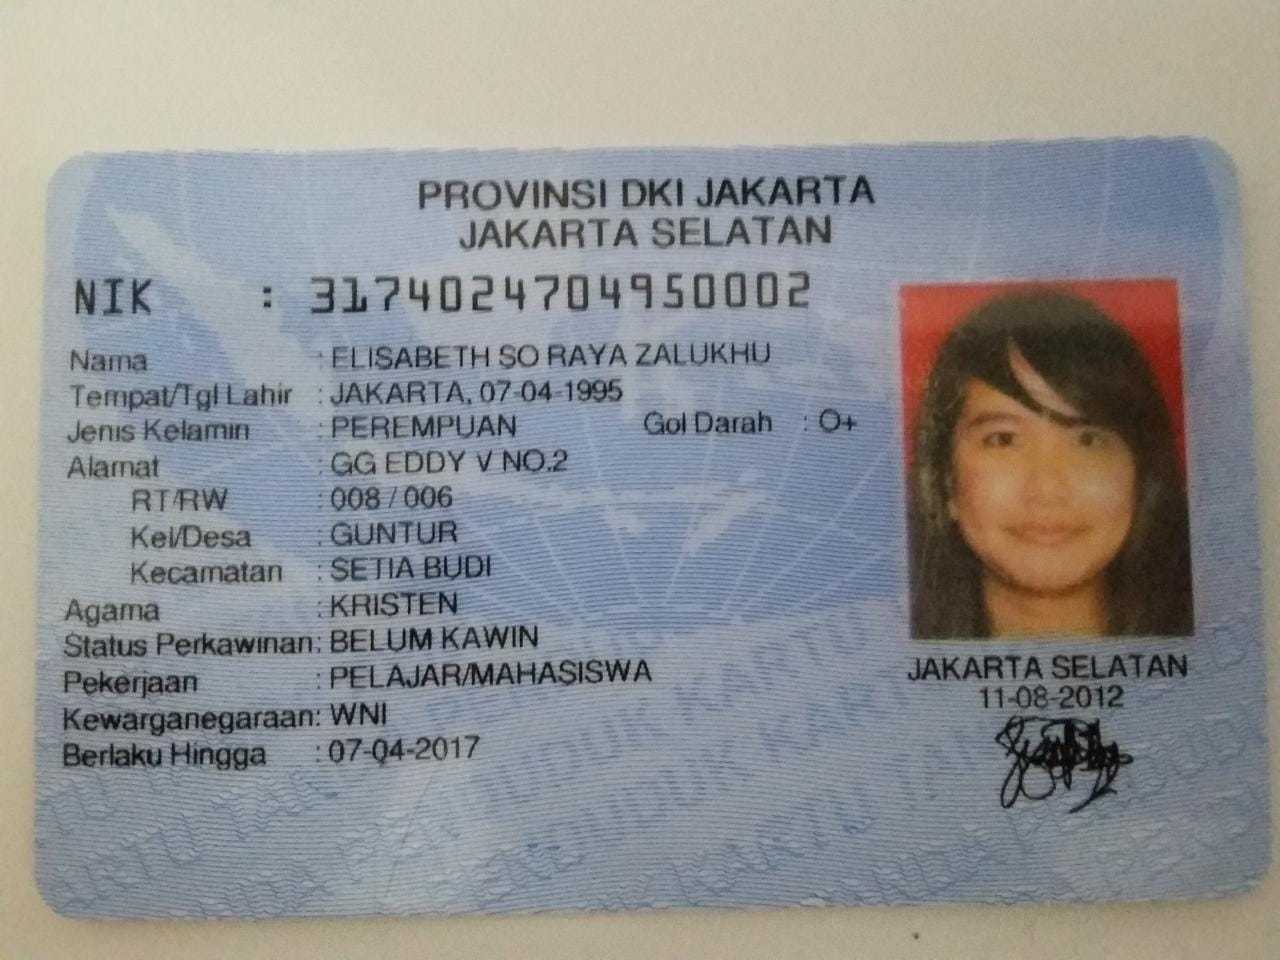 PROVINSI DKI JAKARTA
JAKARTA SELATAN
NIK : 3174024704950002
Nama : ELISABETH SO RAYA ZALUKHU
Tempat/Tgl Lahir : JAKARTA, 07-04-1995
Jenis Kelamin : PEREMPUAN Gol Darah : O+
Alamat : GG EDDY V NO.2
RT/RW : 008 / 006
Kel/Desa : GUNTUR
Kecamatan : SETIA BUDI
Agama : KRISTEN
Status Perkawinan: BELUM KAWIN
Pekerjaan : PELAJAR/MAHASISWA
Kewarganegaraan: WNI
Berlaku Hingga : 07-04-2017
JAKARTA SELATAN
11-08-2012